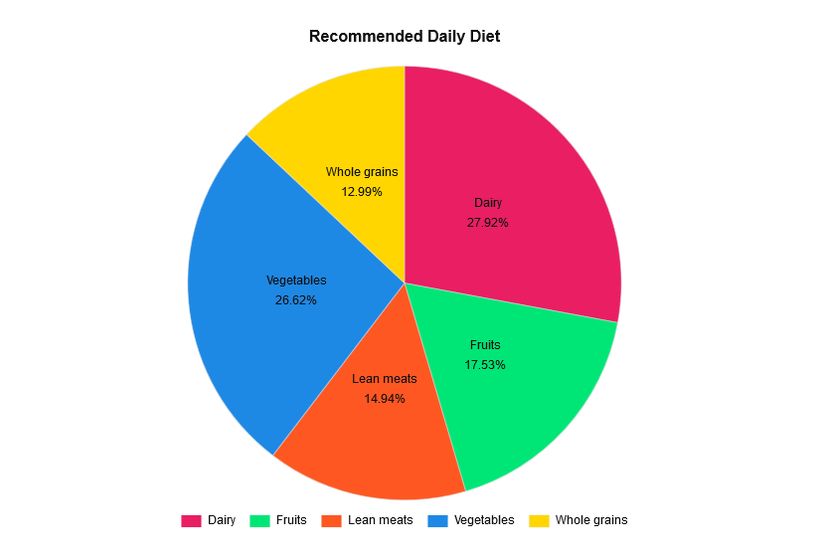 Recommended Daily Diet
Whole grains
12.99%
Dairy
27.92%
Vegetables
26.62%
Fruits
17.53%
Lean meats
14.94%
Dairy Fruits Lean meats Vegetables Whole grains